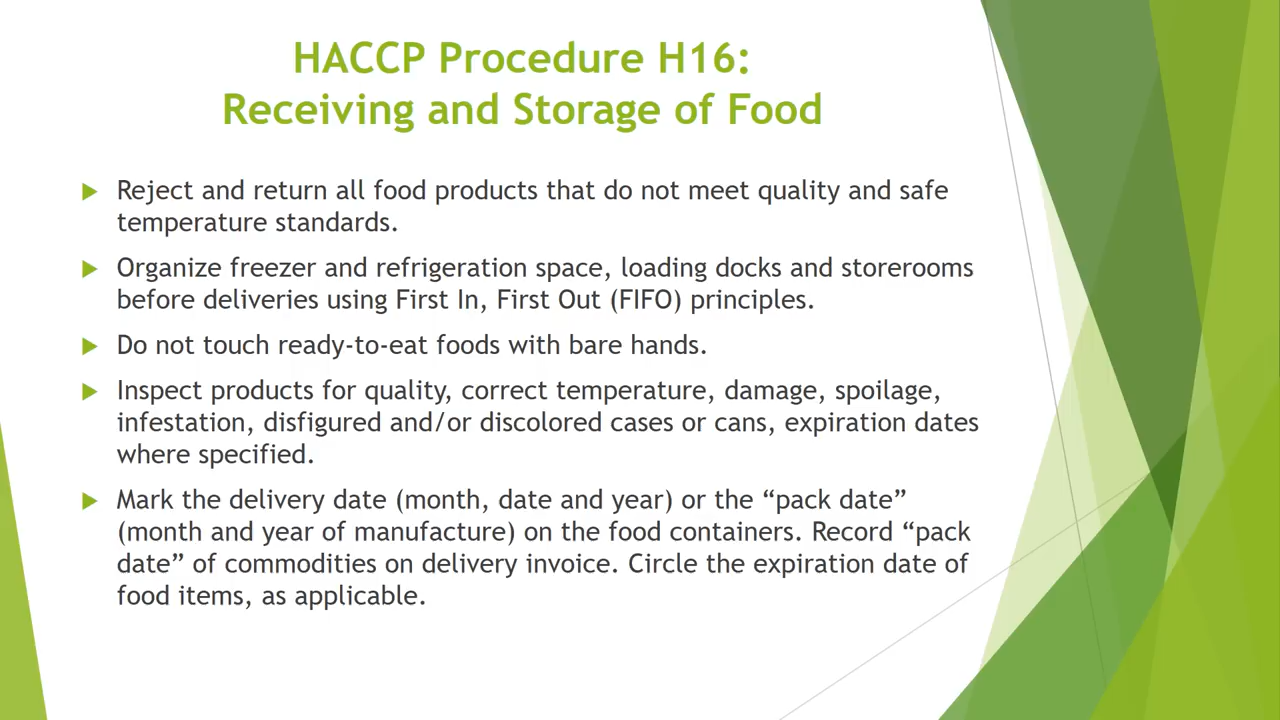 HACCP Procedure H16:
Receiving and Storage of Food
Reject and return all food products that do not meet quality and safe
temperature standards.
Organize freezer and refrigeration space, loading docks and storerooms
before deliveries using First In, First Out (FIFO) principles.
Do not touch ready-to-eat foods with bare hands.
Inspect products for quality, correct temperature, damage, spoilage,
infestation, disfigured and/or discolored cases or cans, expiration dates
where specified.
Mark the delivery date (month, date and year) or the “pack date”
(month and year of manufacture) on the food containers. Record “pack
date” of commodities on delivery invoice. Circle the expiration date of
food items, as applicable.